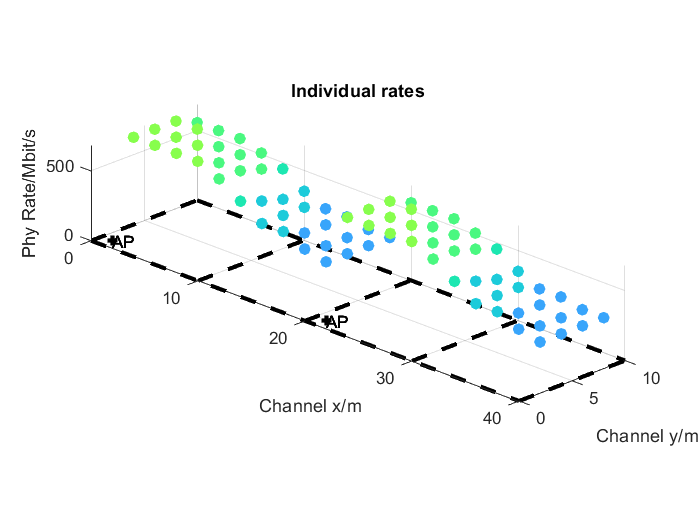 Individual rates
Phy Rate/Mbit/s
500
0
0
AP
10
20
AP
30
40
0
5
10
Channel x/m
Channel y/m